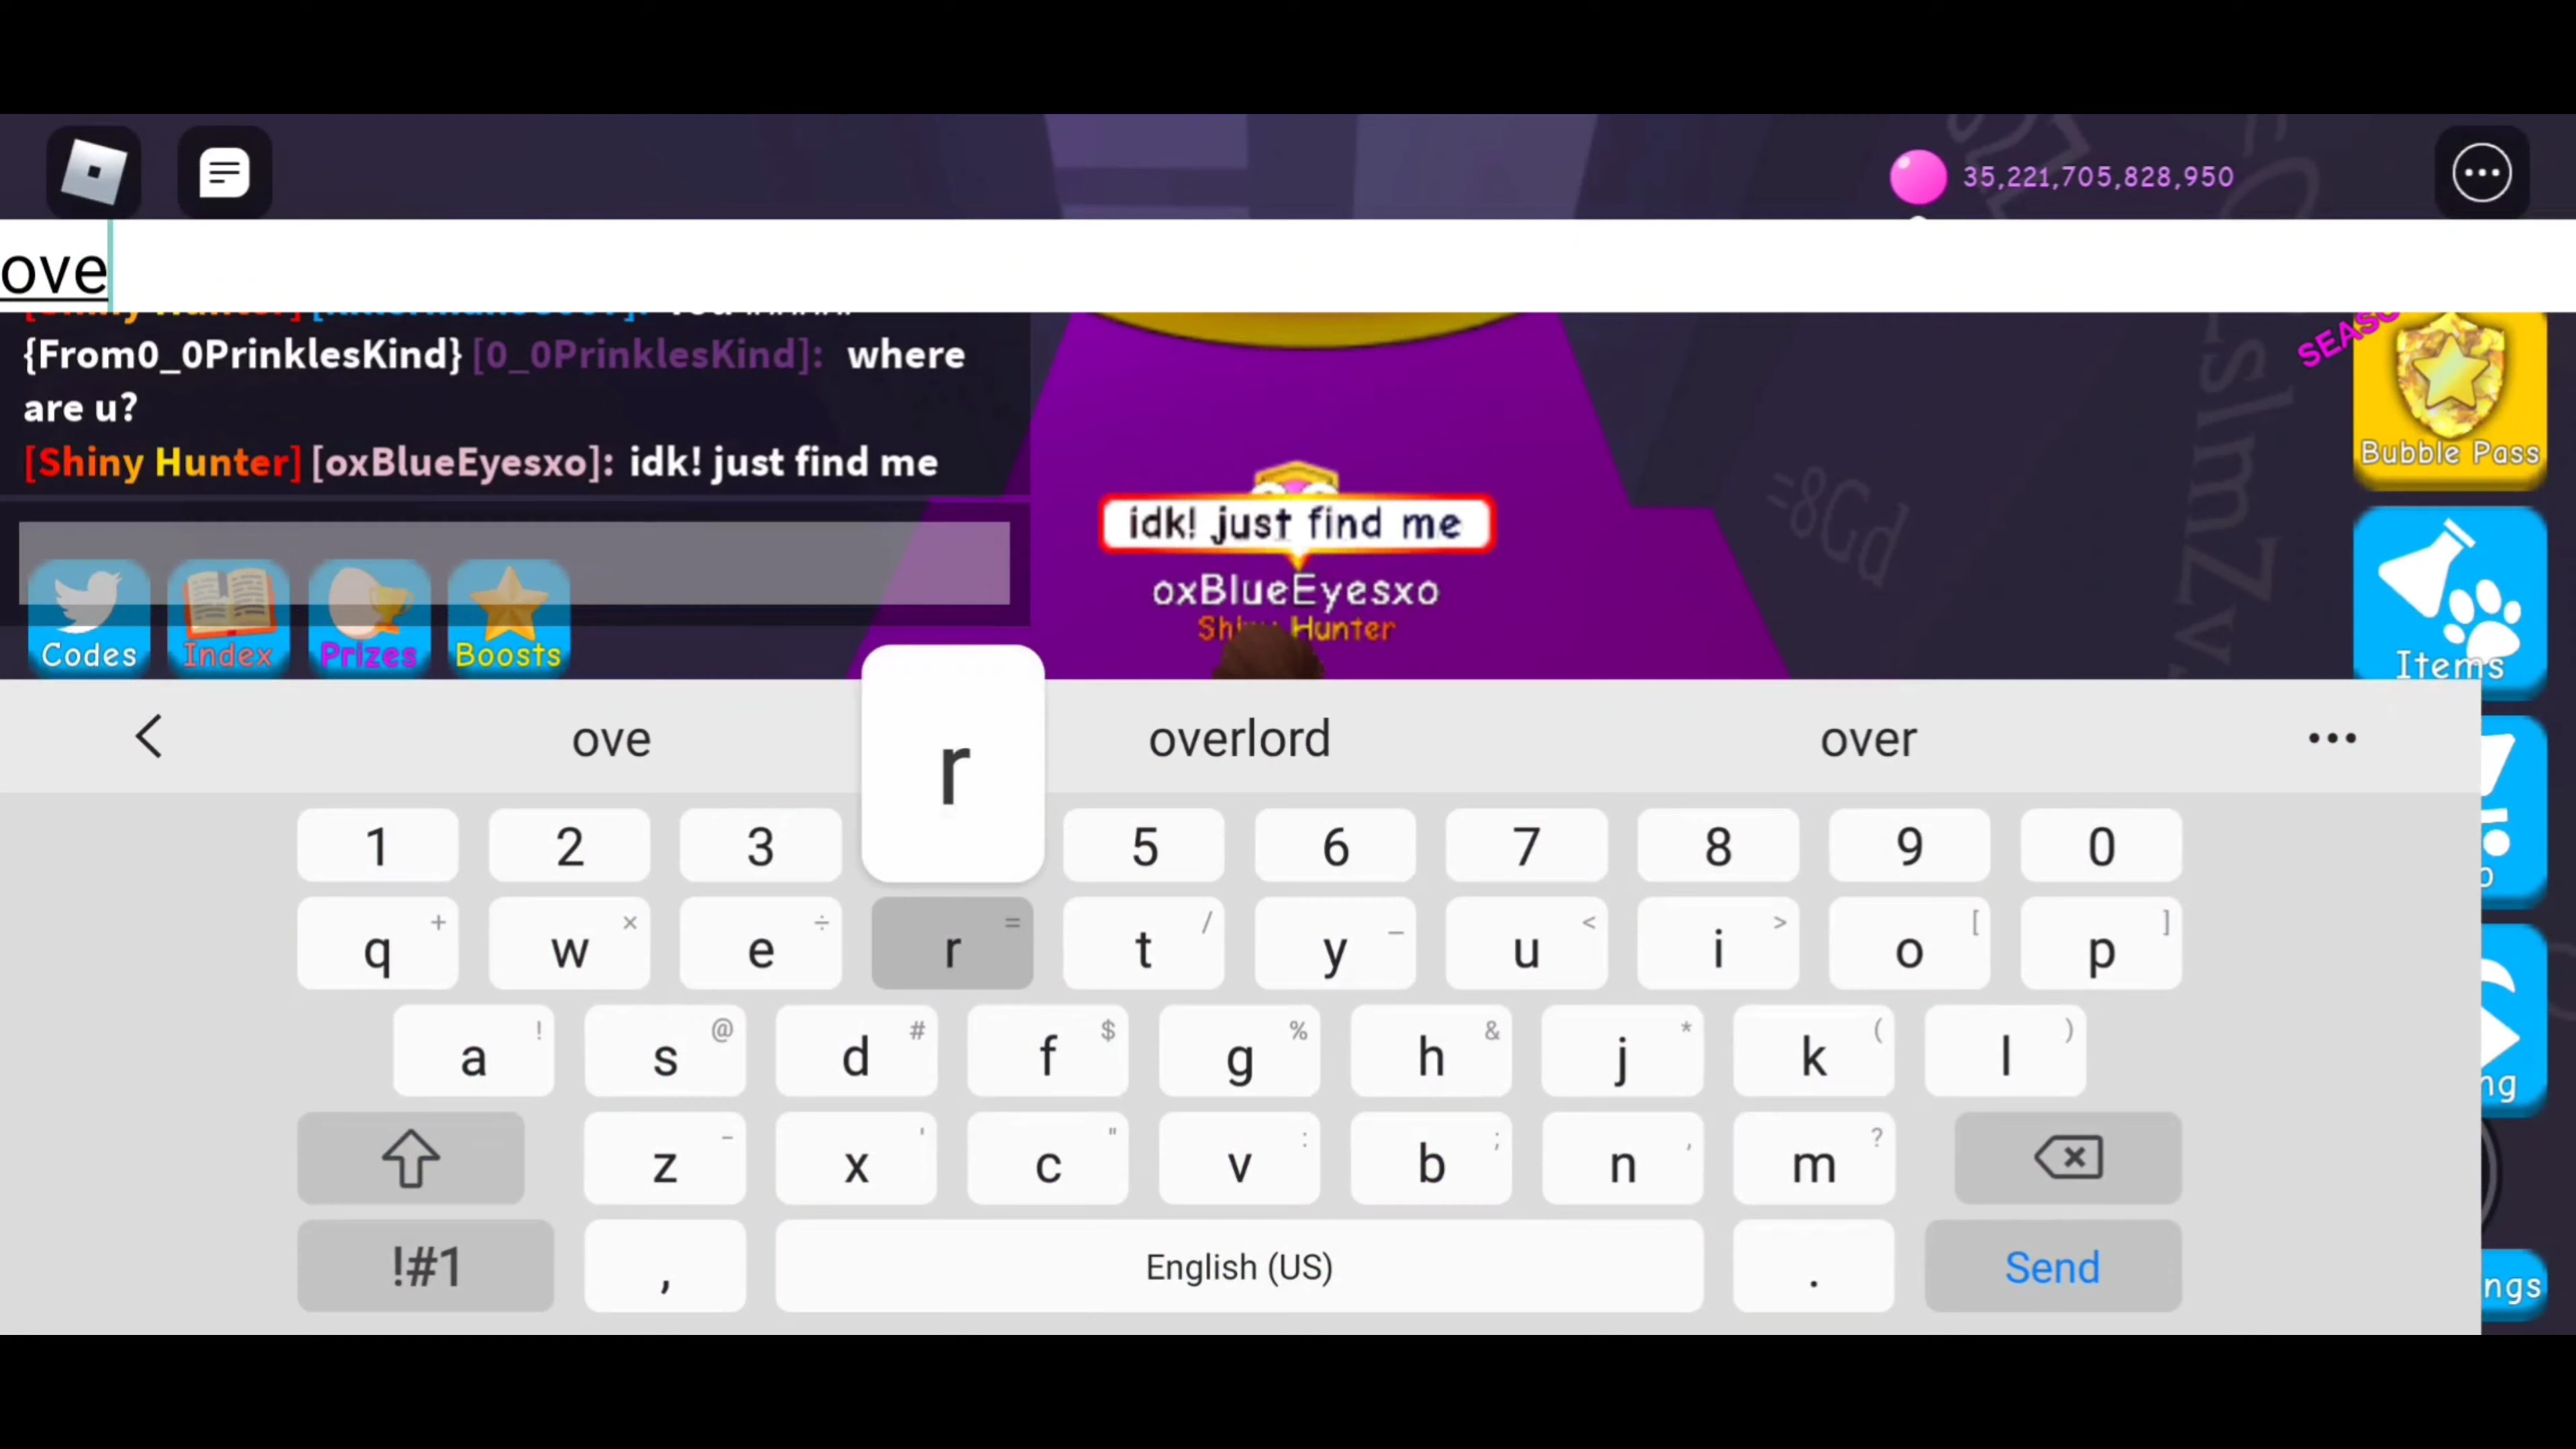 35,221,705,828,950
ove
{From0_0PrinklesKind} [0_0PrinklesKind]: where
are u?
[Shiny Hunter] [oxBlueEyesxo]: idk! just find me
idk! just find me
oxBlueEyesxo
Hunter
Bubble Pass
Items
Codes
Index
Prizes
Boosts
=8Gd
ove
overlord
over
r
1 2 3 5 6 7 8 9 0
q + w × e ÷ r = t / y _ u < i > o [ p ]
a ! s @ d # f $ g % h & j * k ( l )
z - x ' c " v : b ; n , m ?
!#1 , English (US) . Send
ngs